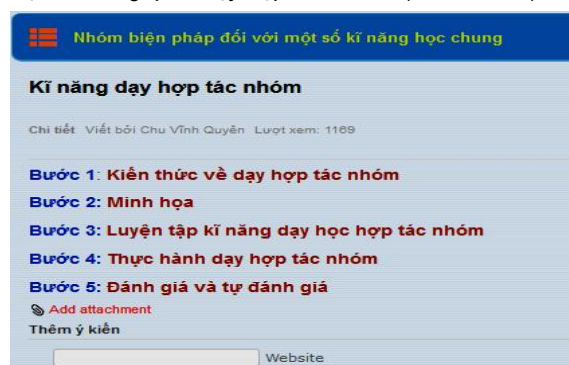 Nhóm biện pháp đối với một số kĩ năng học chung
Kĩ năng dạy hợp tác nhóm
Chi tiết Viết bởi Chu Vĩnh Quyên Lượt xem: 1169
Bước 1: Kiến thức về dạy hợp tác nhóm
Bước 2: Minh họa
Bước 3: Luyện tập kĩ năng dạy học hợp tác nhóm
Bước 4: Thực hành dạy hợp tác nhóm
Bước 5: Đánh giá và tự đánh giá
Add attachment
Thêm ý kiến
Website